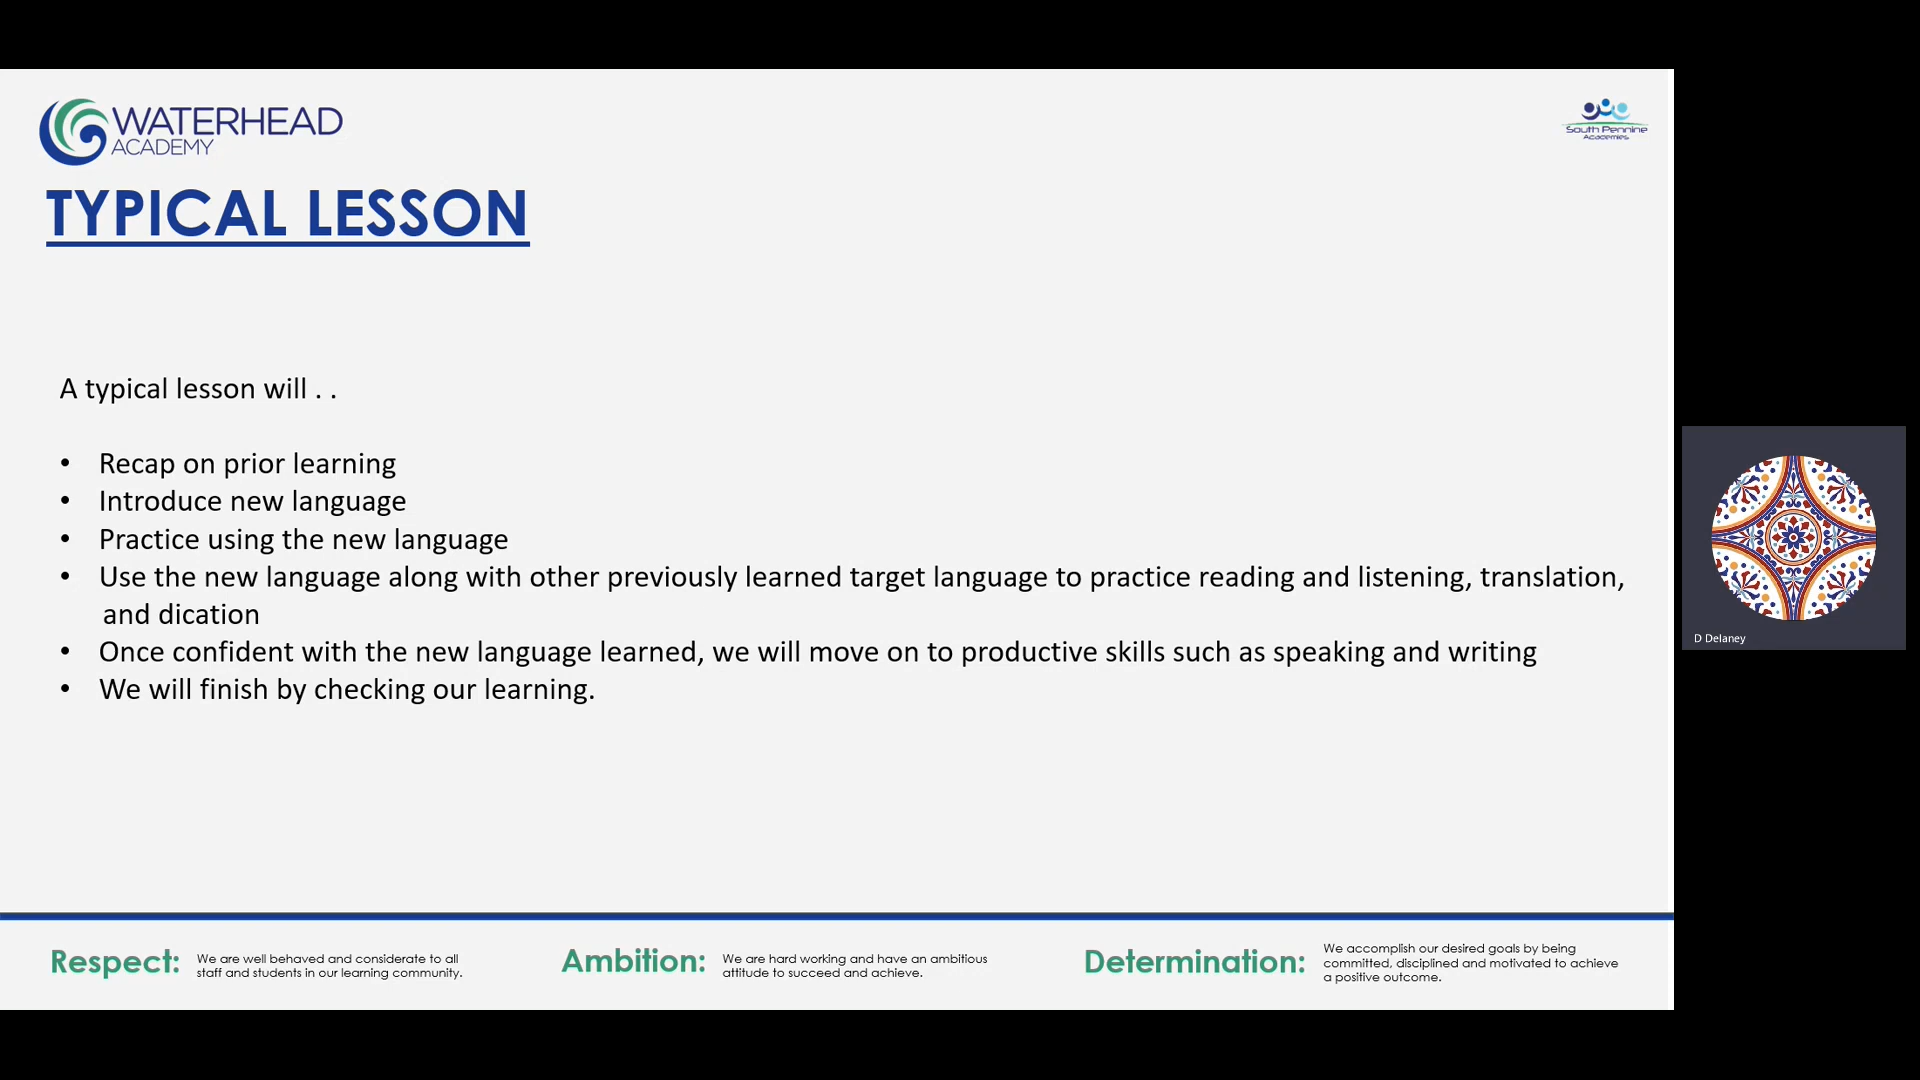 WATERHEAD
ACADEMY
South Pennine
Academies
TYPICAL LESSON
A typical lesson will . .
• Recap on prior learning
• Introduce new language
• Practice using the new language
• Use the new language along with other previously learned target language to practice reading and listening, translation,
and dication
• Once confident with the new language learned, we will move on to productive skills such as speaking and writing
• We will finish by checking our learning.
D Delaney
Respect: We are well behaved and considerate to all
staff and students in our learning community.
Ambition: We are hard working and have an ambitious
attitude to succeed and achieve.
Determination: We accomplish our desired goals by being
committed, disciplined and motivated to achieve
a positive outcome.